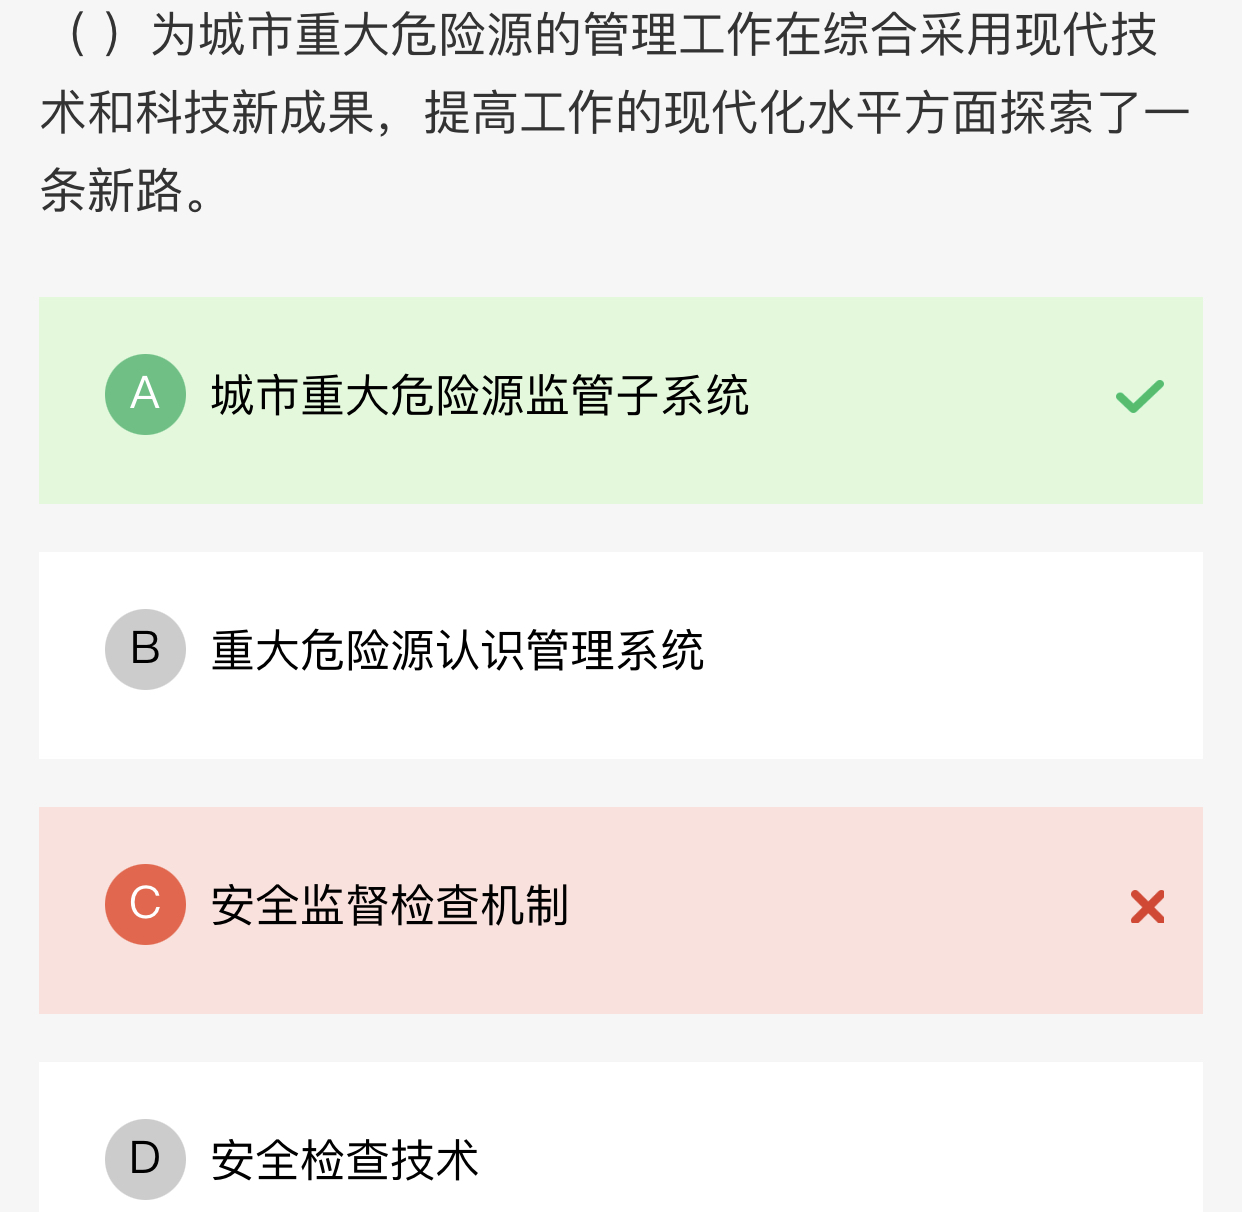 （ ）为城市重大危险源的管理工作在综合采用现代技
术和科技新成果，提高工作的现代化水平方面探索了一
条新路。
A 城市重大危险源监管子系统
B 重大危险源认识管理系统
C 安全监督检查机制
D 安全检查技术